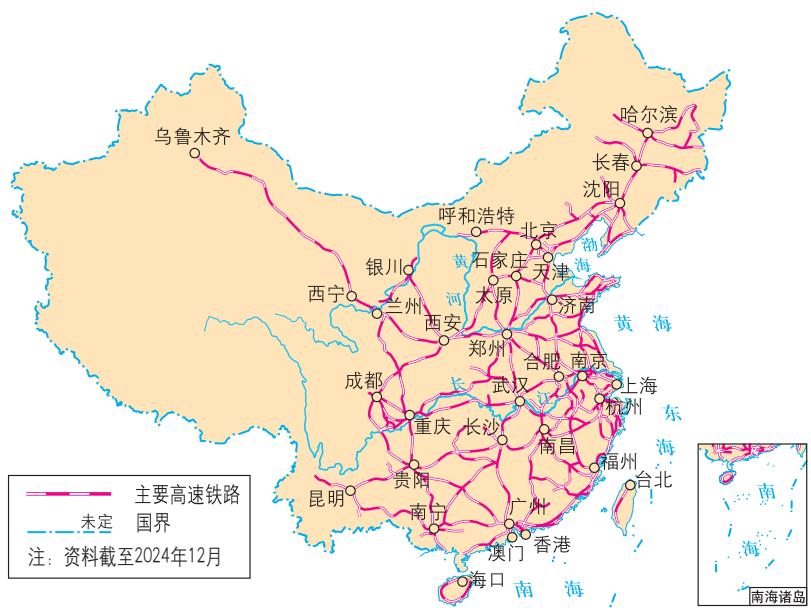 哈尔滨
乌鲁木齐
长春
沈阳
呼和浩特
北京
渤
海
银川
黄
河
石家庄
天津
西宁
兰州
太原
济南
西安
郑州
黄 海
合肥 南京
成都
长
武汉
江
上海
杭州
东
海
重庆
长沙
南昌
福州
贵阳
台北
昆明
南宁
广州
澳门 香港
海口
南 海
主要高速铁路
未定 国界
注：资料截至2024年12月
南
海
南海诸岛